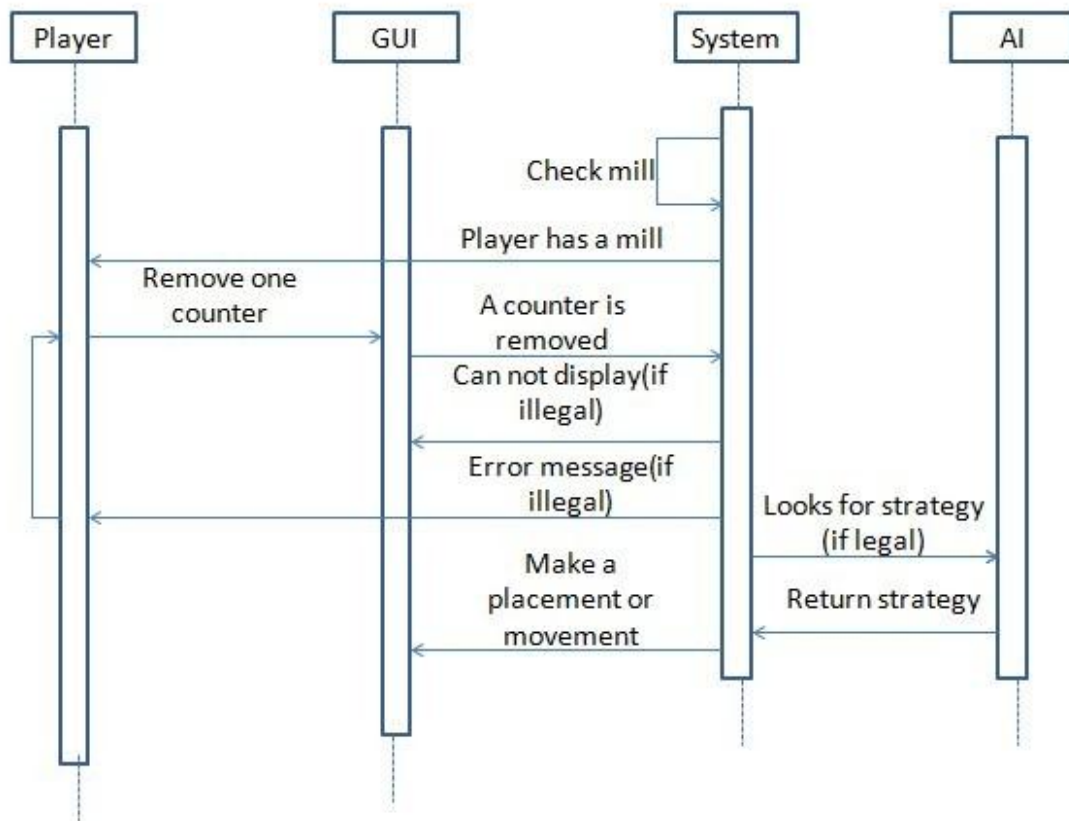 Player
GUI
System
AI
Check mill
Player has a mill
Remove one
counter
A counter is
removed
Can not display(if
illegal)
Error message(if
illegal)
Looks for strategy
(if legal)
Make a
placement or
movement
Return strategy